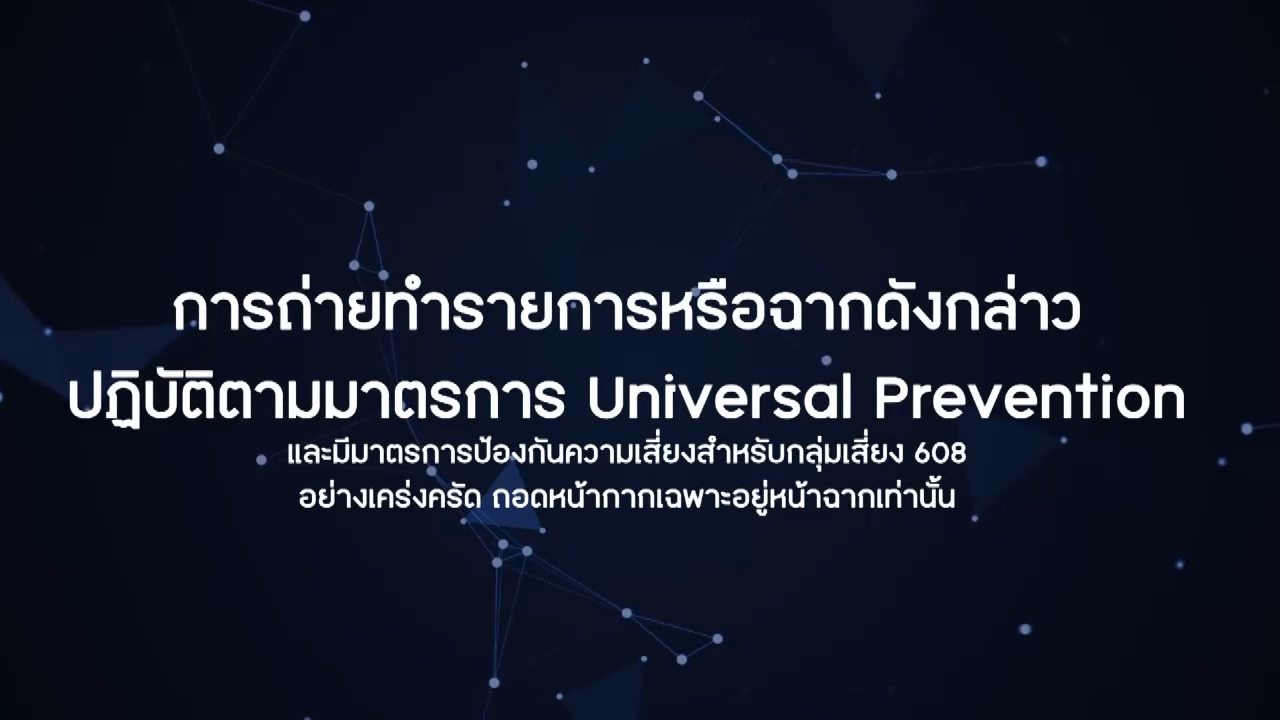 การถ่ายทำรายการหรือฉากดังกล่าว
ปฏิบัติตามมาตรการ Universal Prevention
และมีมาตรการป้องกันความเสี่ยงสำหรับกลุ่มเสี่ยง 608
อย่างเคร่งครัด ถอดหน้ากากเฉพาะอยู่หน้าฉากเท่านั้น